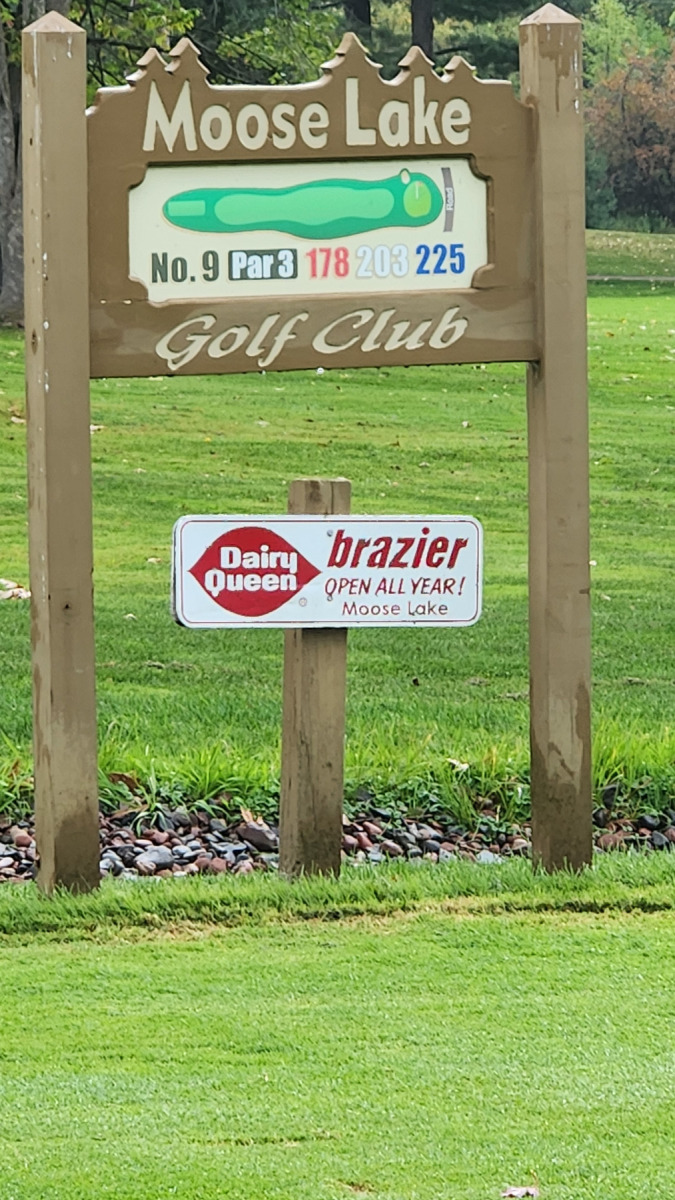 Moose Lake
Road
No. 9 Par 3 178 203 225
Golf Club
Dairy Queen
brazier
OPEN ALL YEAR!
Moose Lake